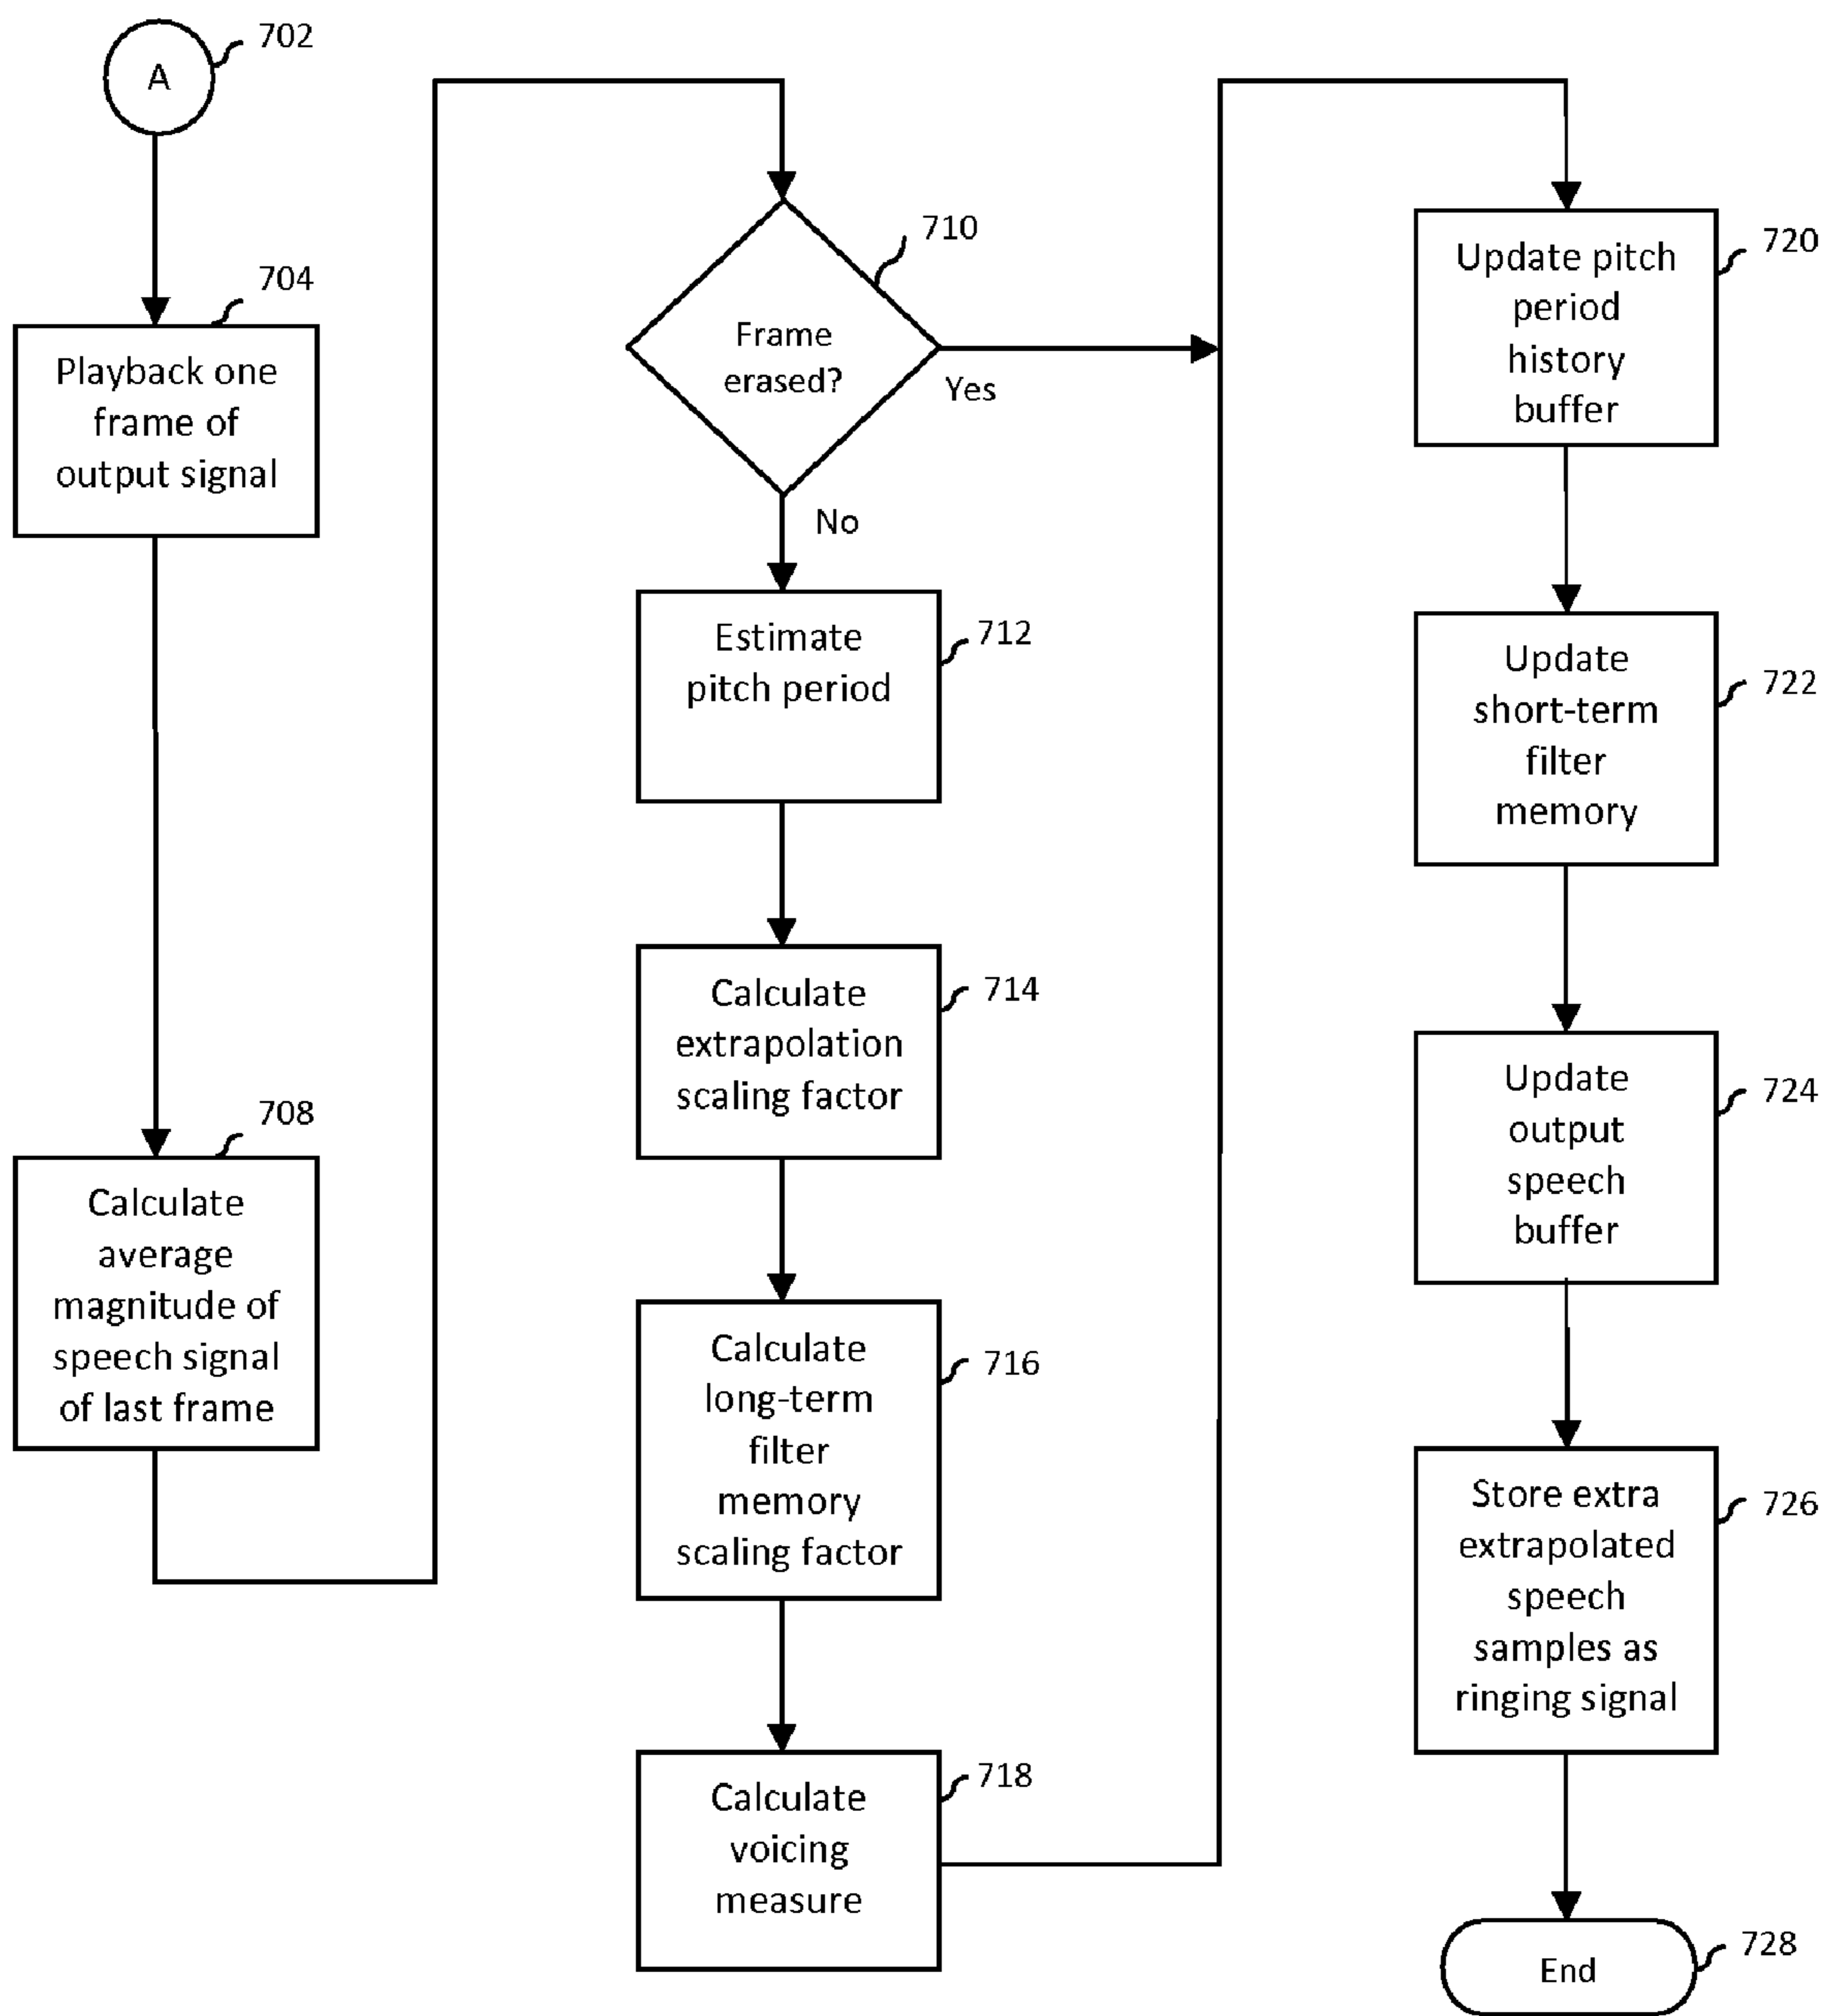 A
702
704
Playback one
frame of
output signal
708
Calculate
average
magnitude of
speech signal
of last frame
710
Frame
erased?
Yes
No
712
Estimate
pitch period
714
Calculate
extrapolation
scaling factor
716
Calculate
long-term
filter
memory
scaling factor
718
Calculate
voicing
measure
720
Update pitch
period
history
buffer
722
Update
short-term
filter
memory
724
Update
output
speech
buffer
726
Store extra
extrapolated
speech
samples as
ringing signal
728
End